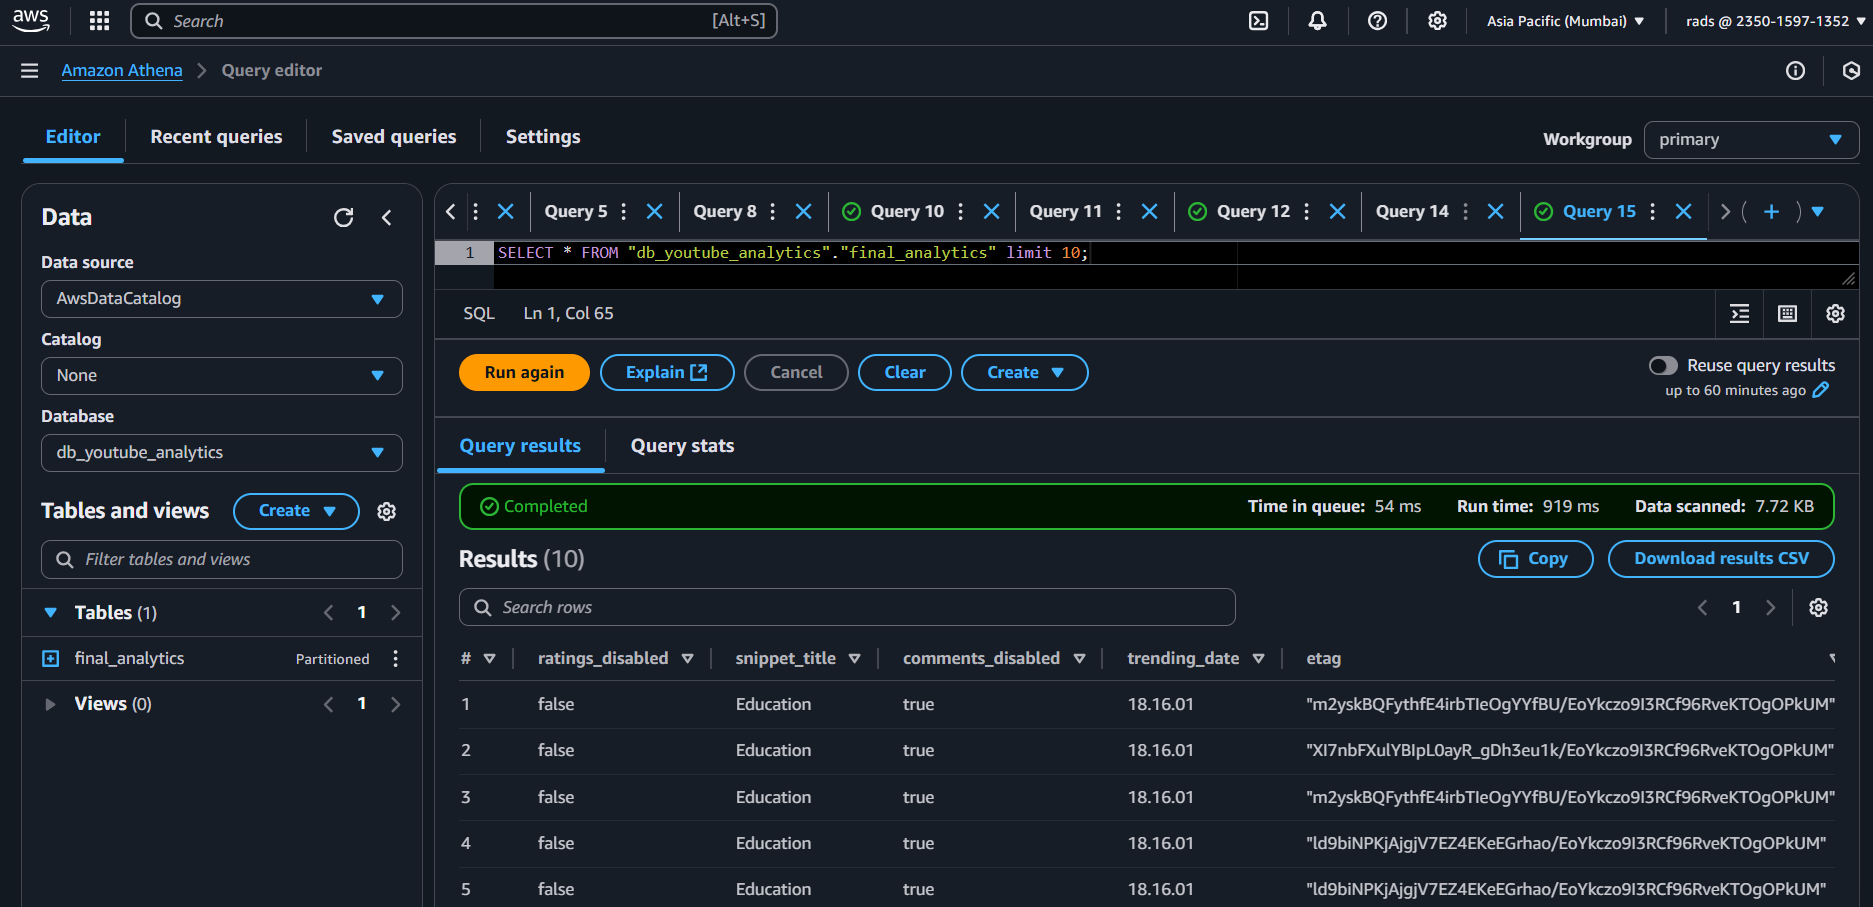 aws
Search [Alt+S] Asia Pacific (Mumbai) rads @ 2350-1597-1352
Amazon Athena Query editor
Editor Recent queries Saved queries Settings Workgroup primary
Data
Data source
AwsDataCatalog
Catalog
None
Database
db_youtube_analytics
Tables and views Create
Filter tables and views
Tables (1) 1
final_analytics Partitioned
Views (0) 1
Query 5 Query 8 Query 10 Query 11 Query 12 Query 14 Query 15
1 SELECT * FROM "db_youtube_analytics"."final_analytics" limit 10;
SQL Ln 1, Col 65
Run again Explain Cancel Clear Create Reuse query results
up to 60 minutes ago
Query results Query stats
Completed Time in queue: 54 ms Run time: 919 ms Data scanned: 7.72 KB
Results (10) Copy Download results CSV
Search rows 1
# ratings_disabled snippet_title comments_disabled trending_date etag
1 false Education true 18.16.01 "m2yskBQFythfE4irbTIeOgYYfBU/EoYkczo9I3RCf96RveKTOgOPkUM"
2 false Education true 18.16.01 "XI7nbFXulYBIpL0ayR_gDh3eu1k/EoYkczo9I3RCf96RveKTOgOPkUM"
3 false Education true 18.16.01 "m2yskBQFythfE4irbTIeOgYYfBU/EoYkczo9I3RCf96RveKTOgOPkUM"
4 false Education true 18.16.01 "ld9biNPKjAjgjV7EZ4EKeEGrhao/EoYkczo9I3RCf96RveKTOgOPkUM"
5 false Education true 18.16.01 "ld9biNPKjAjgjV7EZ4EKeEGrhao/EoYkczo9I3RCf96RveKTOgOPkUM"